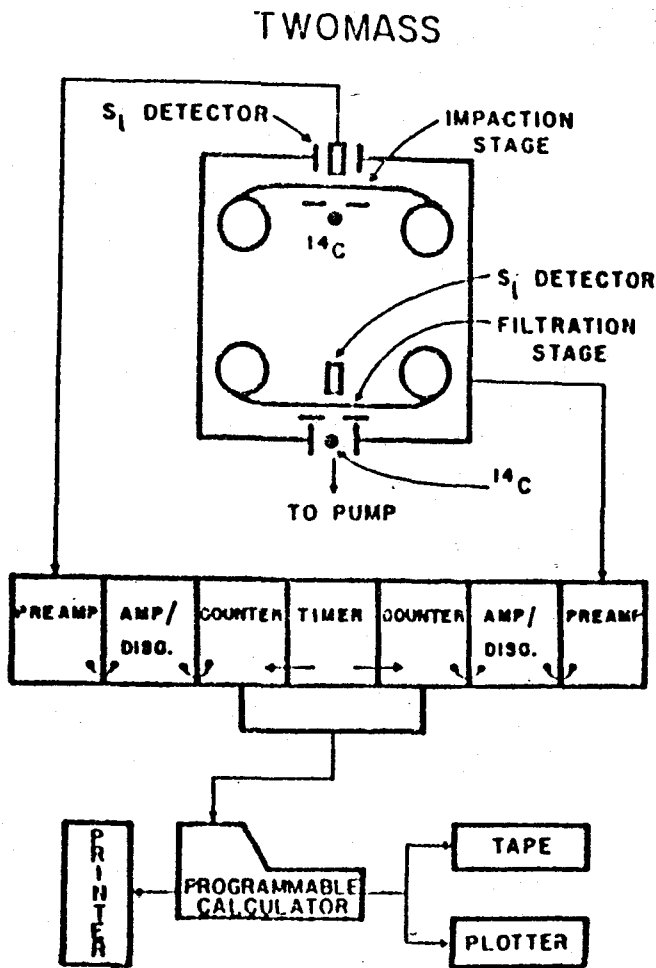 TWOMASS
Si DETECTOR
IMPACTION
STAGE
14C
Si DETECTOR
FILTRATION
STAGE
14C
TO PUMP
PREAMP
AMP/
DISC.
COUNTER
TIMER
COUNTER
AMP/
DISC.
PREAMP
PRINTER
PROGRAMMABLE
CALCULATOR
TAPE
PLOTTER